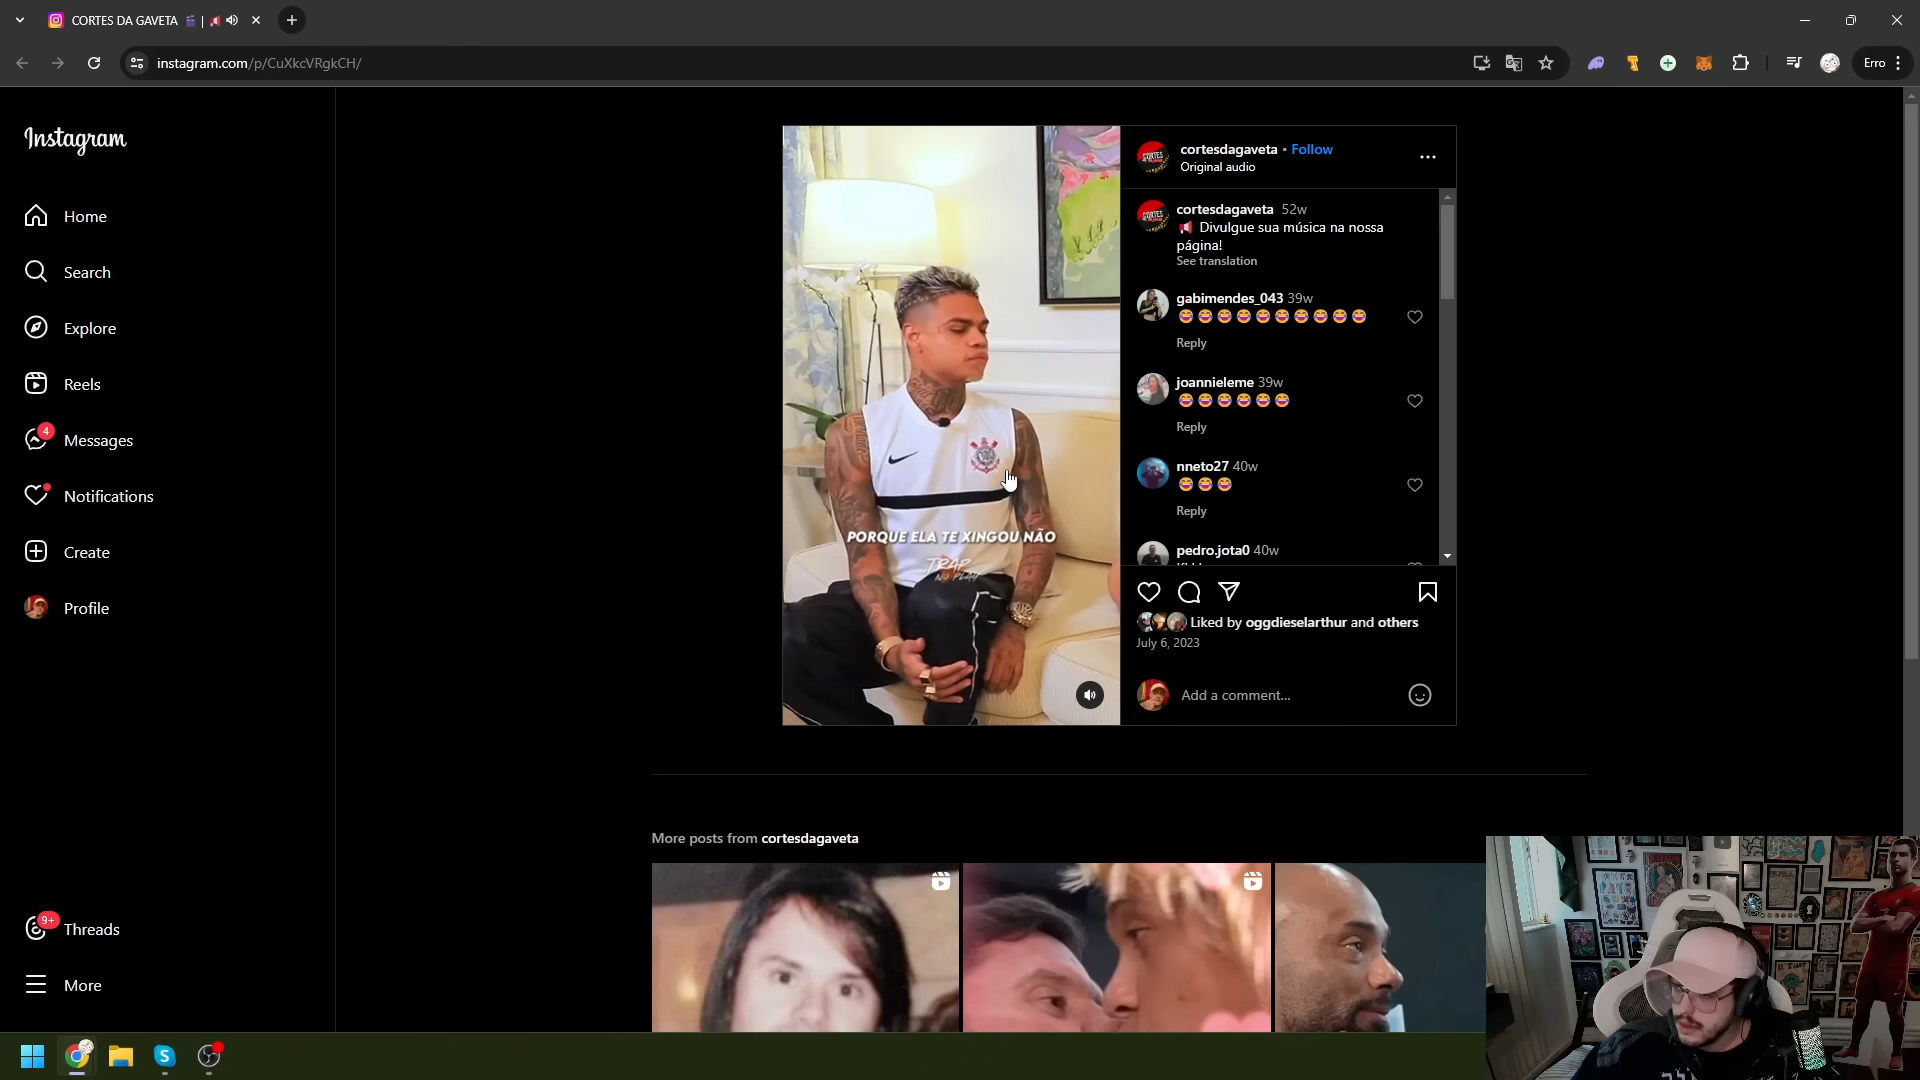 CORTES DA GAVETA 🎬 | 📢
instagram.com/p/CuXkcVRgkCH/
Erro
Instagram
Home
Search
Explore
Reels
4
Messages
Notifications
Create
Profile
9+
Threads
More
PORQUE ELA TE XINGOU NÃO
TRAP
NO PLAY
cortesdagaveta • Follow
Original audio
cortesdagaveta 52w
📢 Divulgue sua música na nossa
página!
See translation
gabimendes_043 39w
😂😂😂😂😂😂😂😂😂😂
Reply
joannieleme 39w
😂😂😂😂😂😂
Reply
nneto27 40w
😂😂😂
Reply
pedro.jota0 40w
Liked by oggdieselarthur and others
July 6, 2023
Add a comment...
More posts from cortesdagaveta